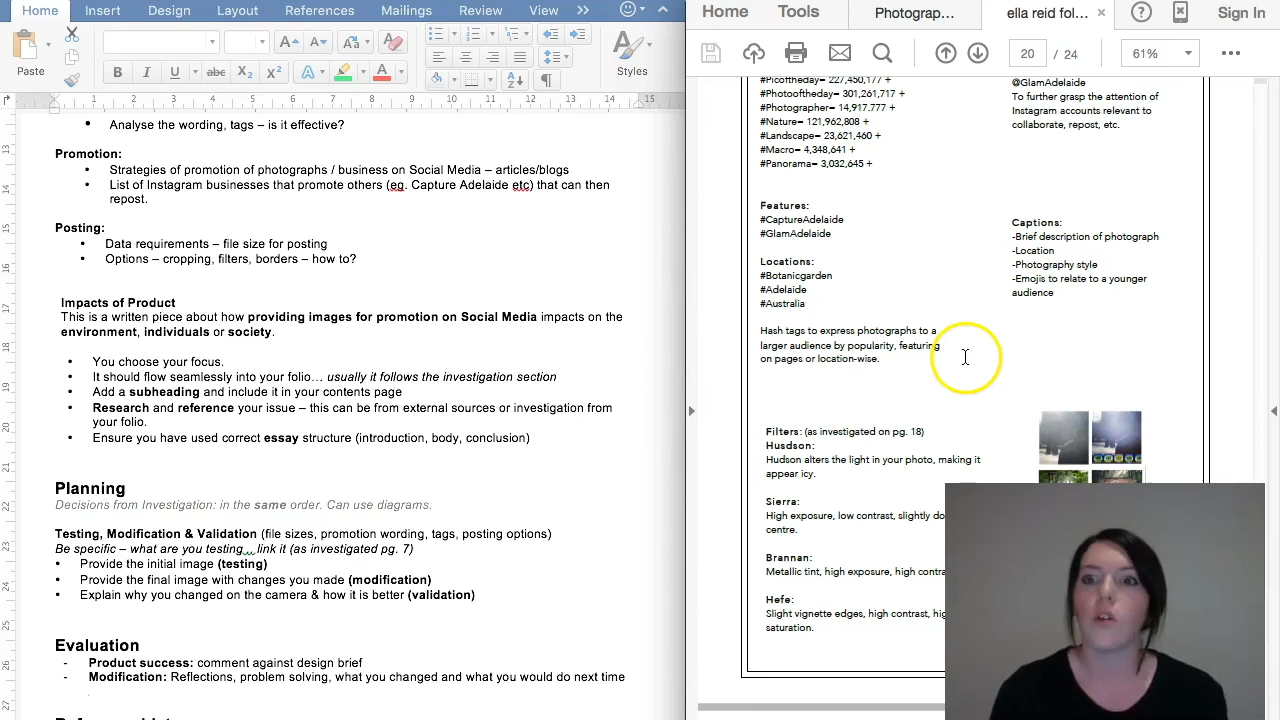 Home Insert Design Layout References Mailings Review View
Paste
abc
Styles
1 2 3 4 5 6 7 8 9 10 11 12 13 14 15
• Analyse the wording, tags – is it effective?
Promotion:
• Strategies of promotion of photographs / business on Social Media – articles/blogs
• List of Instagram businesses that promote others (eg. Capture Adelaide etc) that can then
repost.
Posting:
• Data requirements – file size for posting
• Options – cropping, filters, borders – how to?
Impacts of Product
This is a written piece about how providing images for promotion on Social Media impacts on the
environment, individuals or society.
• You choose your focus.
• It should flow seamlessly into your folio… usually it follows the investigation section
• Add a subheading and include it in your contents page
• Research and reference your issue – this can be from external sources or investigation from
your folio.
• Ensure you have used correct essay structure (introduction, body, conclusion)
Planning
Decisions from Investigation: in the same order. Can use diagrams.
Testing, Modification & Validation (file sizes, promotion wording, tags, posting options)
Be specific – what are you testing… link it (as investigated pg. 7)
• Provide the initial image (testing)
• Provide the final image with changes you made (modification)
• Explain why you changed on the camera & how it is better (validation)
Evaluation
- Product success: comment against design brief
- Modification: Reflections, problem solving, what you changed and what you would do next time
Home Tools Photograp... ella reid fol... × Sign In
20 / 24 61%
#Picoftheday= 227,450,177 +
#Photooftheday= 301,261,717 +
#Photographer= 14,917.777 +
#Nature= 121,962,808 +
#Landscape= 23,621,460 +
#Macro= 4,348,641 +
#Panorama= 3,032,645 +
Features:
#CaptureAdelaide
#GlamAdelaide
Locations:
#Botanicgarden
#Adelaide
#Australia
Hash tags to express photographs to a
larger audience by popularity, featuring
on pages or location-wise.
@GlamAdelaide
To further grasp the attention of
Instagram accounts relevant to
collaborate, repost, etc.
Captions:
-Brief description of photograph
-Location
-Photography style
-Emojis to relate to a younger
audience
Filters: (as investigated on pg. 18)
Husdson:
Hudson alters the light in your photo, making it
appear icy.
Sierra:
High exposure, low contrast, slightly
centre.
Brannan:
Metallic tint, high exposure, high
Hefe:
Slight vignette edges, high contrast,
saturation.